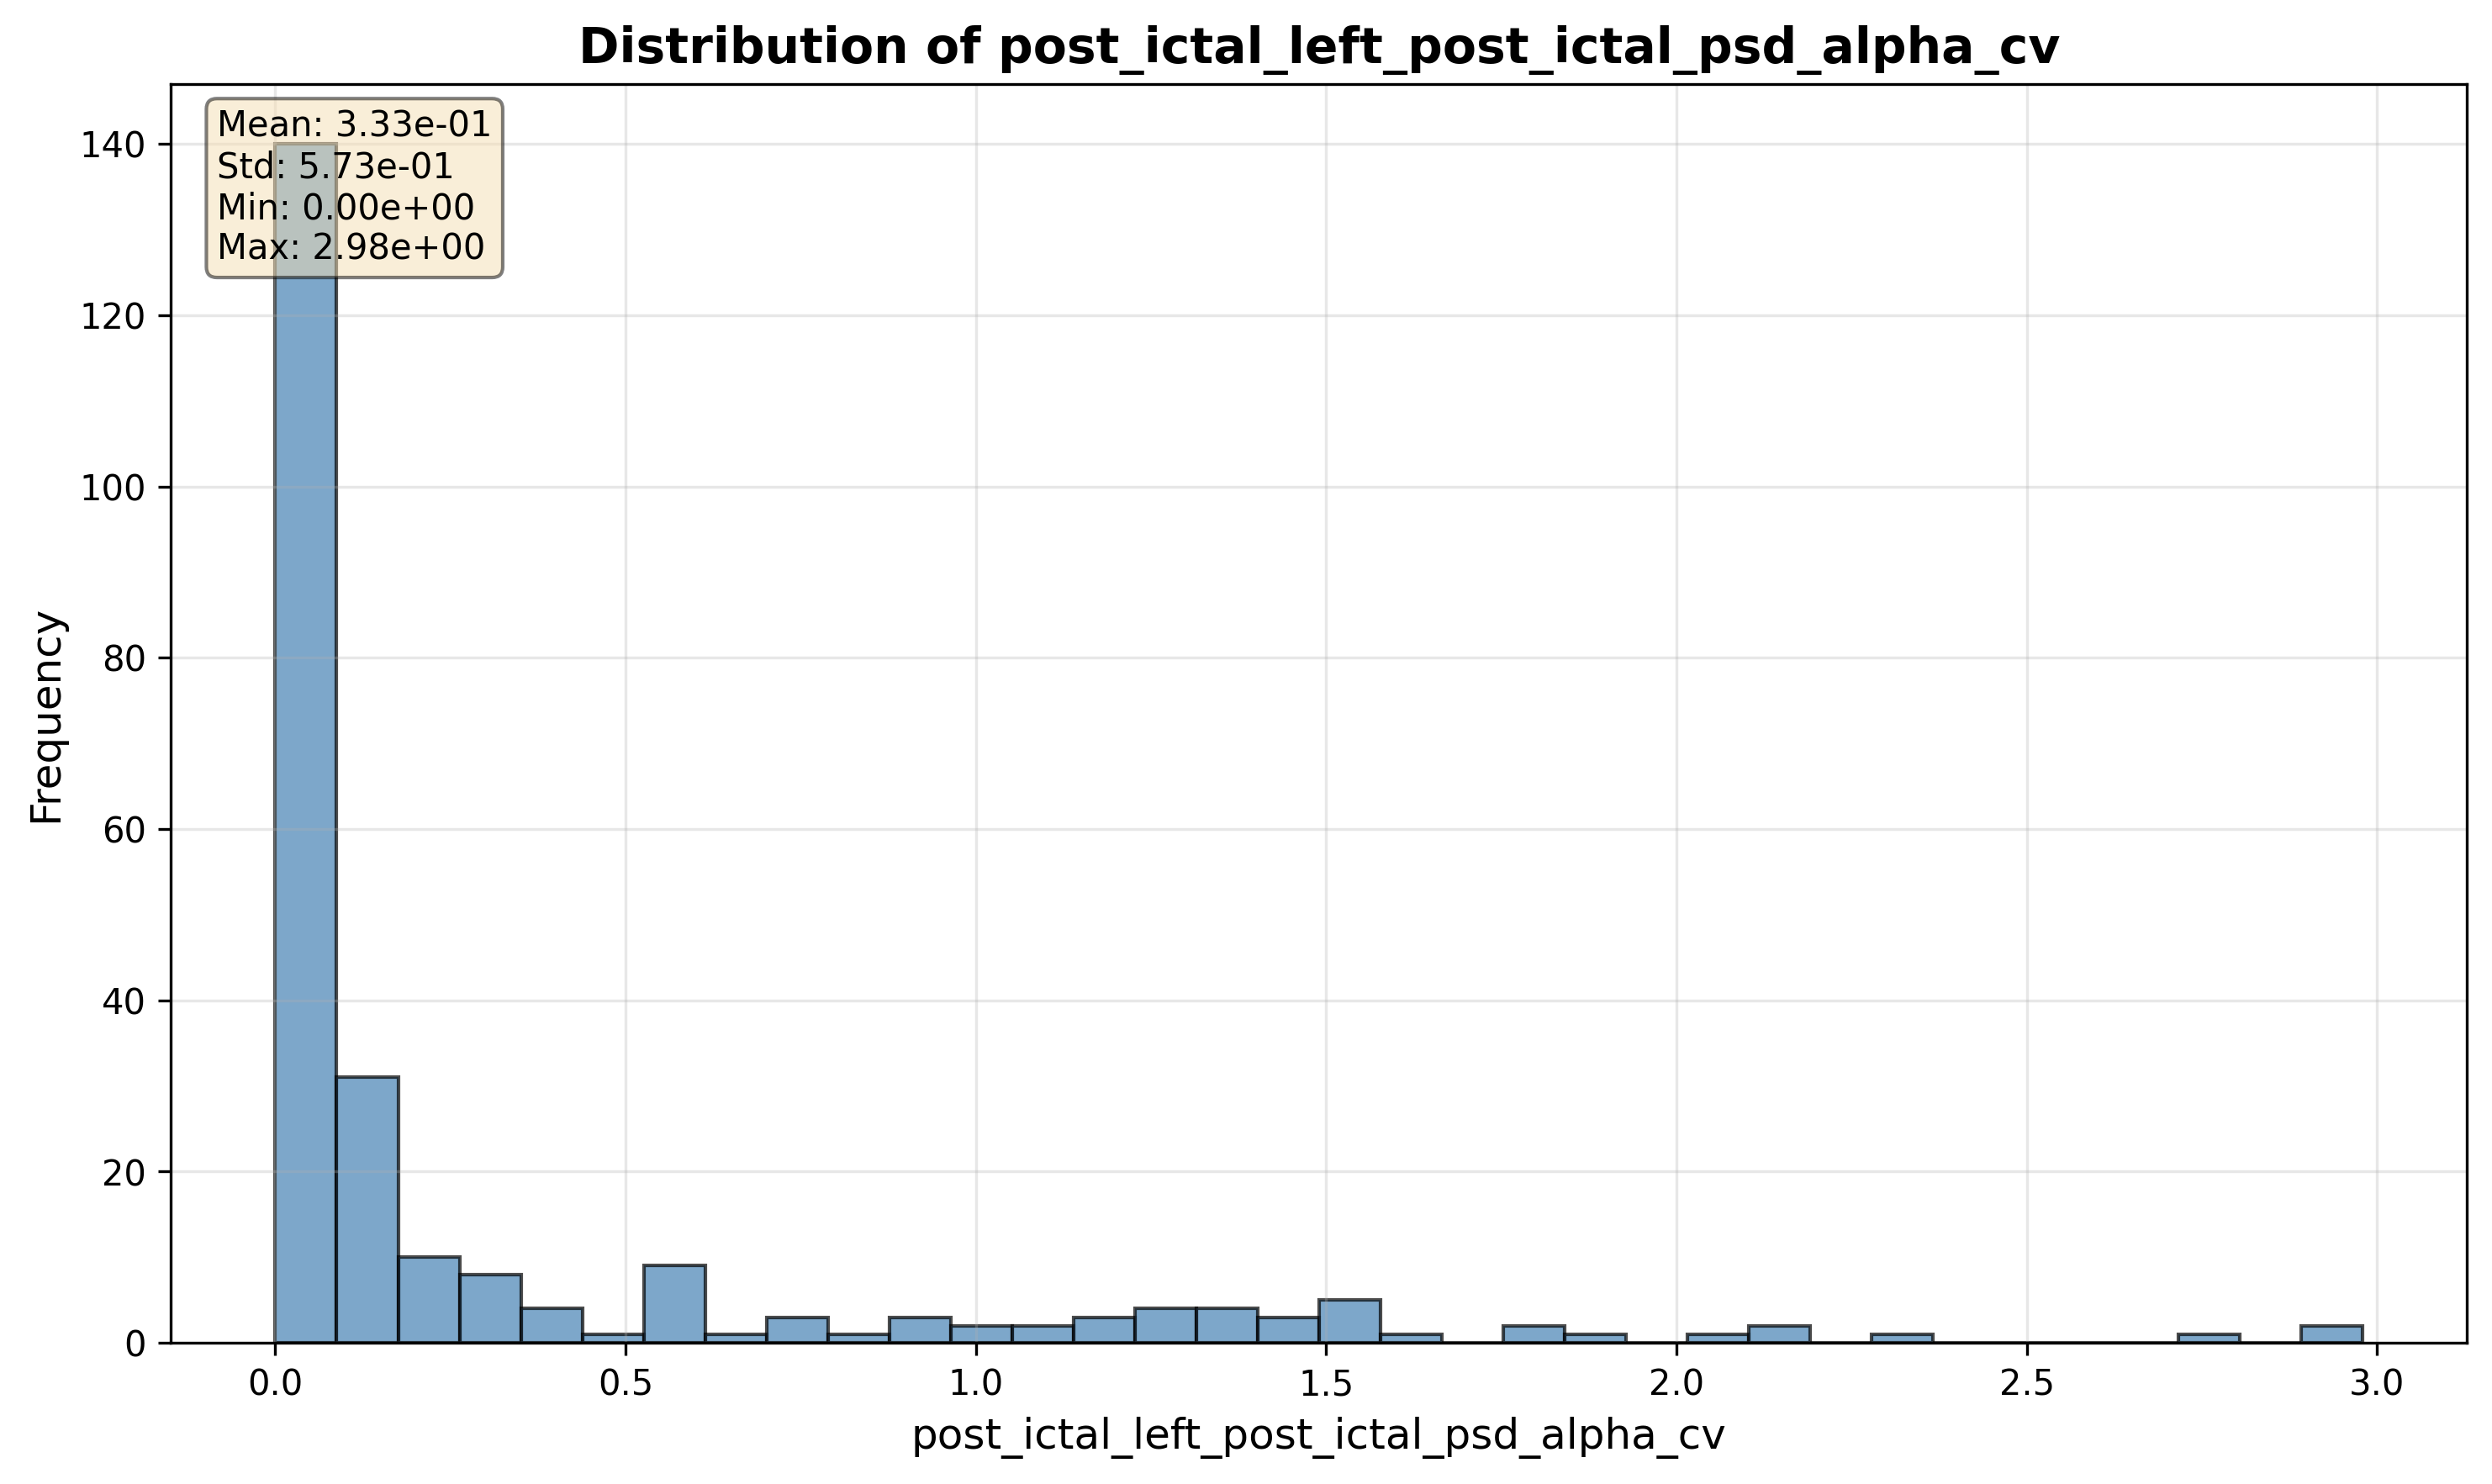 Distribution of post_ictal_left_post_ictal_psd_alpha_cv
Mean: 3.33e-01
Std: 5.73e-01
Min: 0.00e+00
Max: 2.98e+00
140
120
100
80
60
40
20
0
Frequency
0.0 0.5 1.0 1.5 2.0 2.5 3.0
post_ictal_left_post_ictal_psd_alpha_cv